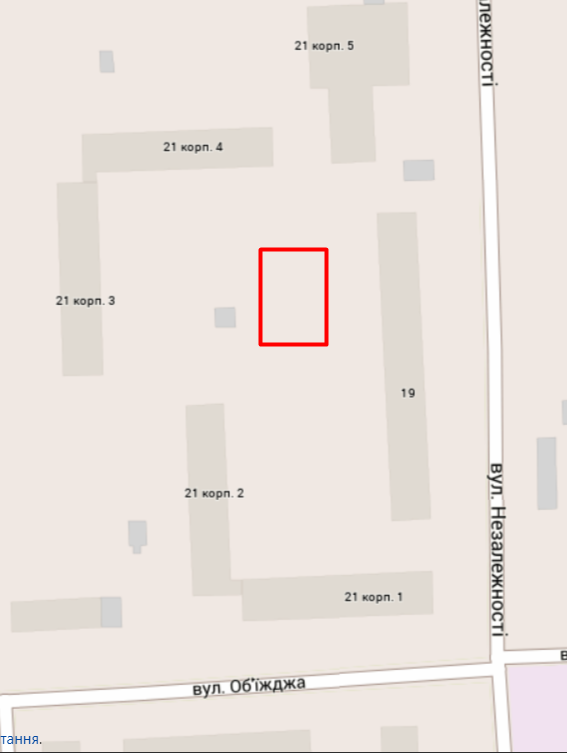 21 корп. 5
лежності
21 корп. 4
21 корп. 3
19
21 корп. 2
вул. Незалежності
21 корп. 1
вул. Об'їжджа
тання.